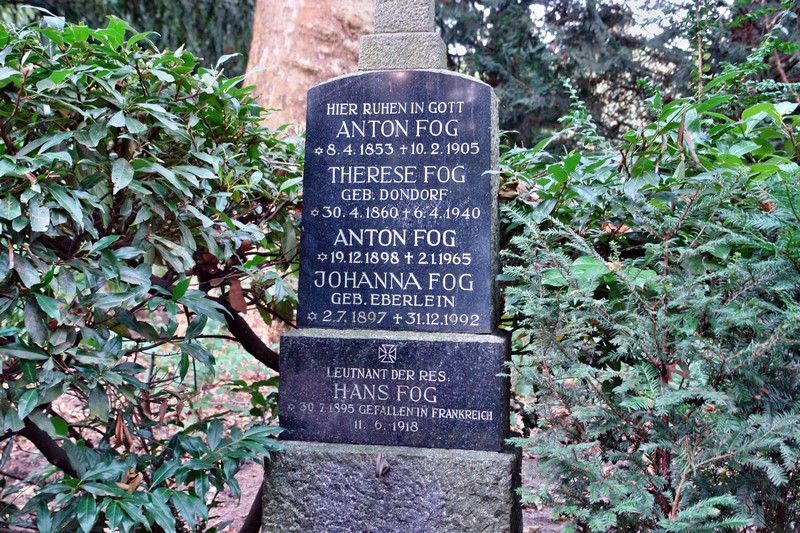 HIER RUHEN IN GOTT
ANTON FOG
✡ 8.4.1853 ✝ 10.2.1905
THERESE FOG
GEB. DONDORF
✡ 30.4.1860 ✝ 6.4.1940
ANTON FOG
✡ 19.12.1898 ✝ 2.1.1965
JOHANNA FOG
GEB. EBERLEIN
✡ 2.7.1897 ✝ 31.12.1992
LEUTNANT DER RES.
HANS FOG
✡ 30.7.1895 GEFALLEN IN FRANKREICH
11.6.1918